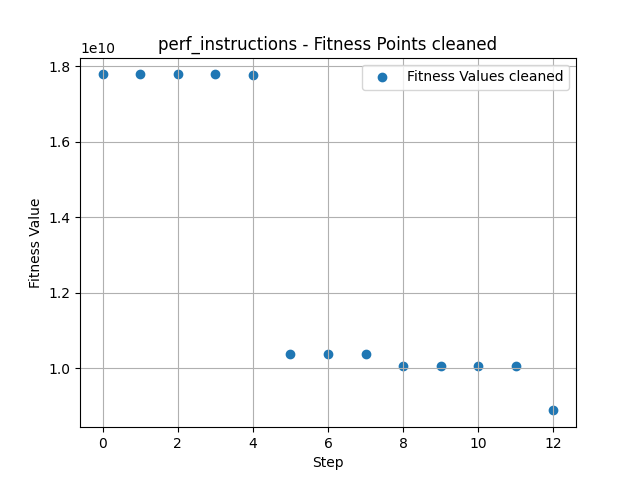 perf_instructions - Fitness Points cleaned
1e10
Fitness Values cleaned
1.8
1.6
1.4
1.2
1.0
Fitness Value
0 2 4 6 8 10 12
Step